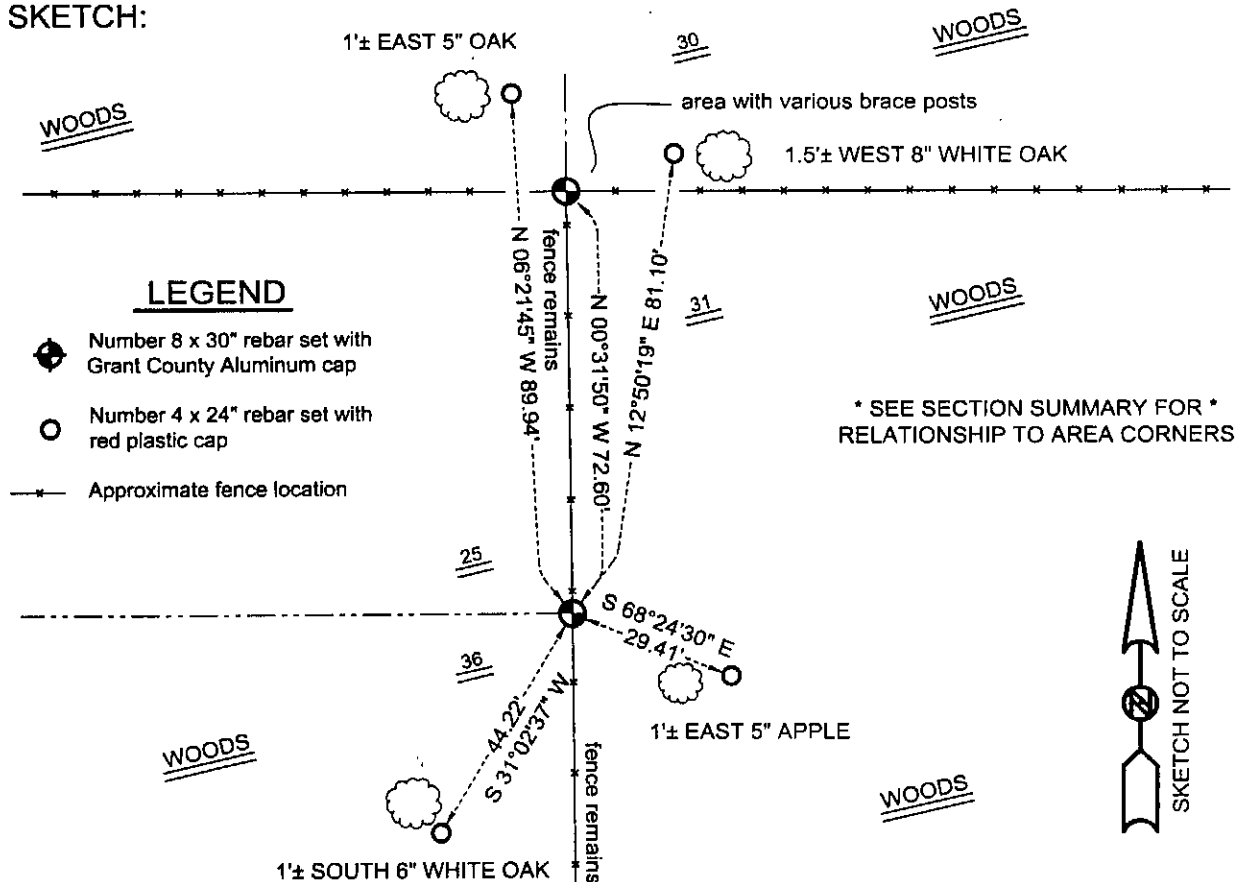 SKETCH:
1'± EAST 5" OAK
30
WOODS
WOODS
area with various brace posts
1.5'± WEST 8" WHITE OAK
fence remains
N 06°21'45" W 89.94'
N 00°31'50" W 72.60'
N 12°50'19" E 81.10'
31
WOODS
LEGEND
Number 8 x 30" rebar set with
Grant County Aluminum cap
Number 4 x 24" rebar set with
red plastic cap
Approximate fence location
* SEE SECTION SUMMARY FOR *
RELATIONSHIP TO AREA CORNERS
25
36
S 68°24'30" E
29.41'
1'± EAST 5" APPLE
44.22'
S 31°02'37" W
WOODS
fence remains
WOODS
1'± SOUTH 6" WHITE OAK
N
SKETCH NOT TO SCALE